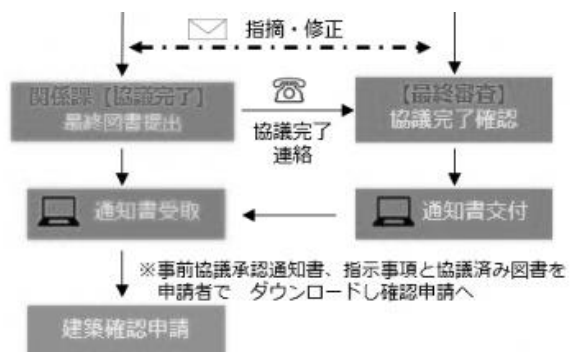 指摘・修正
関係課【協議完了】
最終図書提出
協議完了
連絡
【最終審査】
協議完了確認
通知書受取
通知書交付
※事前協議承認通知書、指示事項と協議済み図書を
申請者で ダウンロードし確認申請へ
建築確認申請